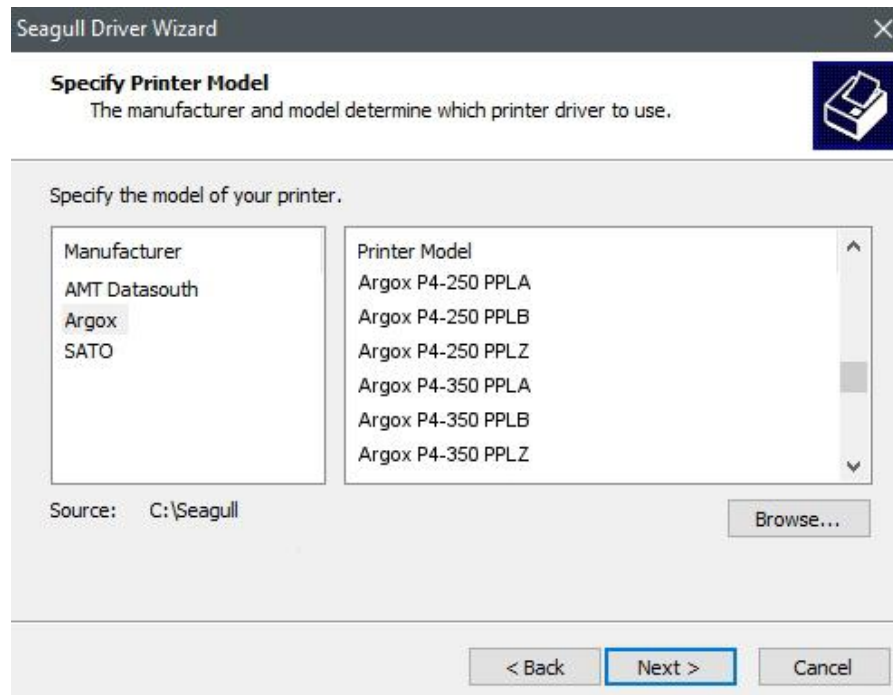 Seagull Driver Wizard
Specify Printer Model
The manufacturer and model determine which printer driver to use.
Specify the model of your printer.
Manufacturer
AMT Datasouth
Argox
SATO
Printer Model
Argox P4-250 PPLA
Argox P4-250 PPLB
Argox P4-250 PPLZ
Argox P4-350 PPLA
Argox P4-350 PPLB
Argox P4-350 PPLZ
Source: C:\Seagull
Browse...
< Back
Next >
Cancel